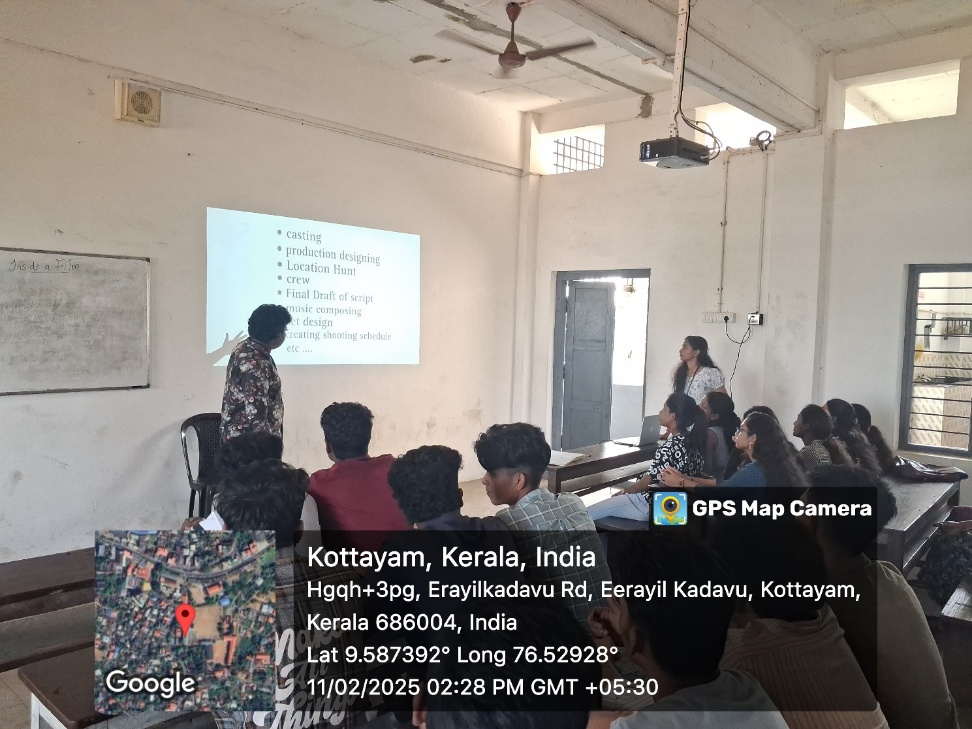 Inside a Film
• casting
• production designing
• Location Hunt
• crew
• Final Draft of script
music composing
design
creating shooting schedule
etc ....
GPS Map Camera
Kottayam, Kerala, India
Hgqh+3pg, Erayilkadavu Rd, Eerayil Kadavu, Kottayam,
Kerala 686004, India
Lat 9.587392° Long 76.52928°
11/02/2025 02:28 PM GMT +05:30
Google